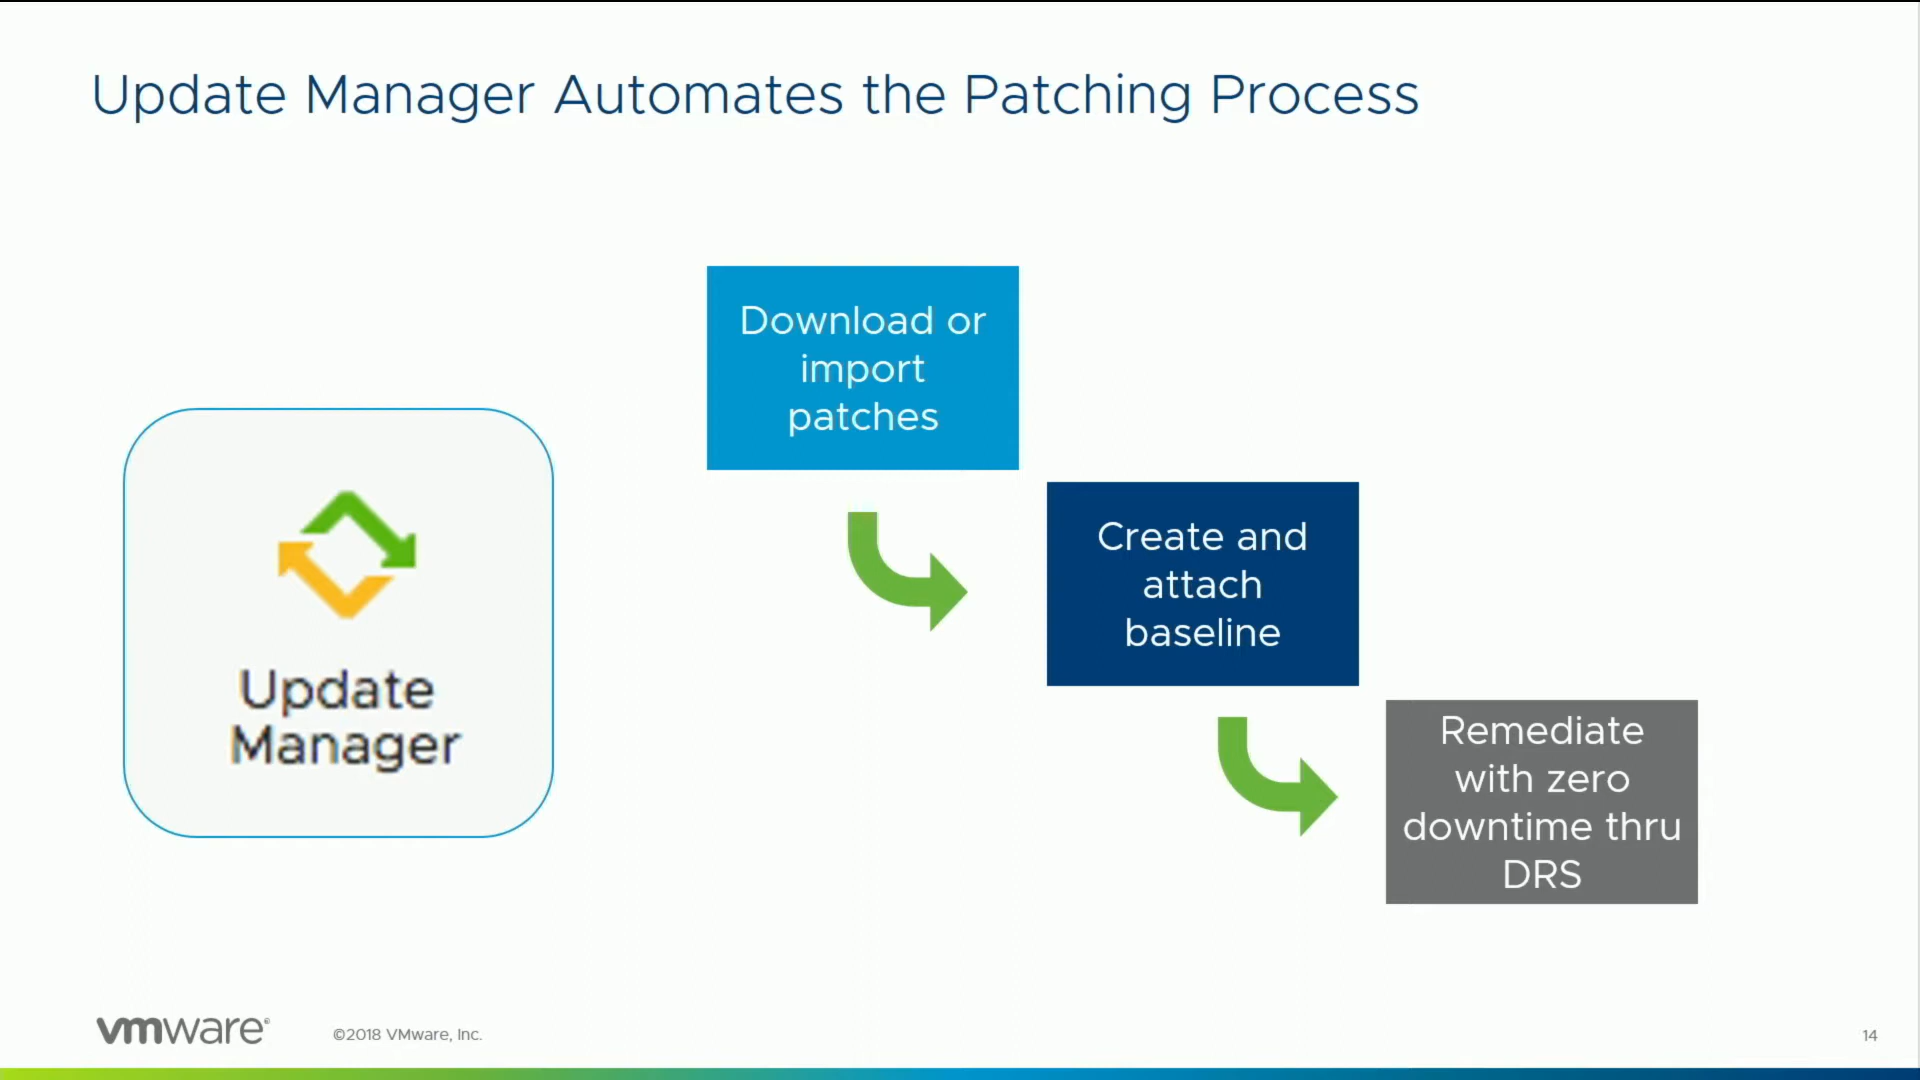 Update Manager Automates the Patching Process
Download or
import
patches
Create and
attach
baseline
Remediate
with zero
downtime thru
DRS
Update
Manager
vmware®
©2018 VMware, Inc.
14